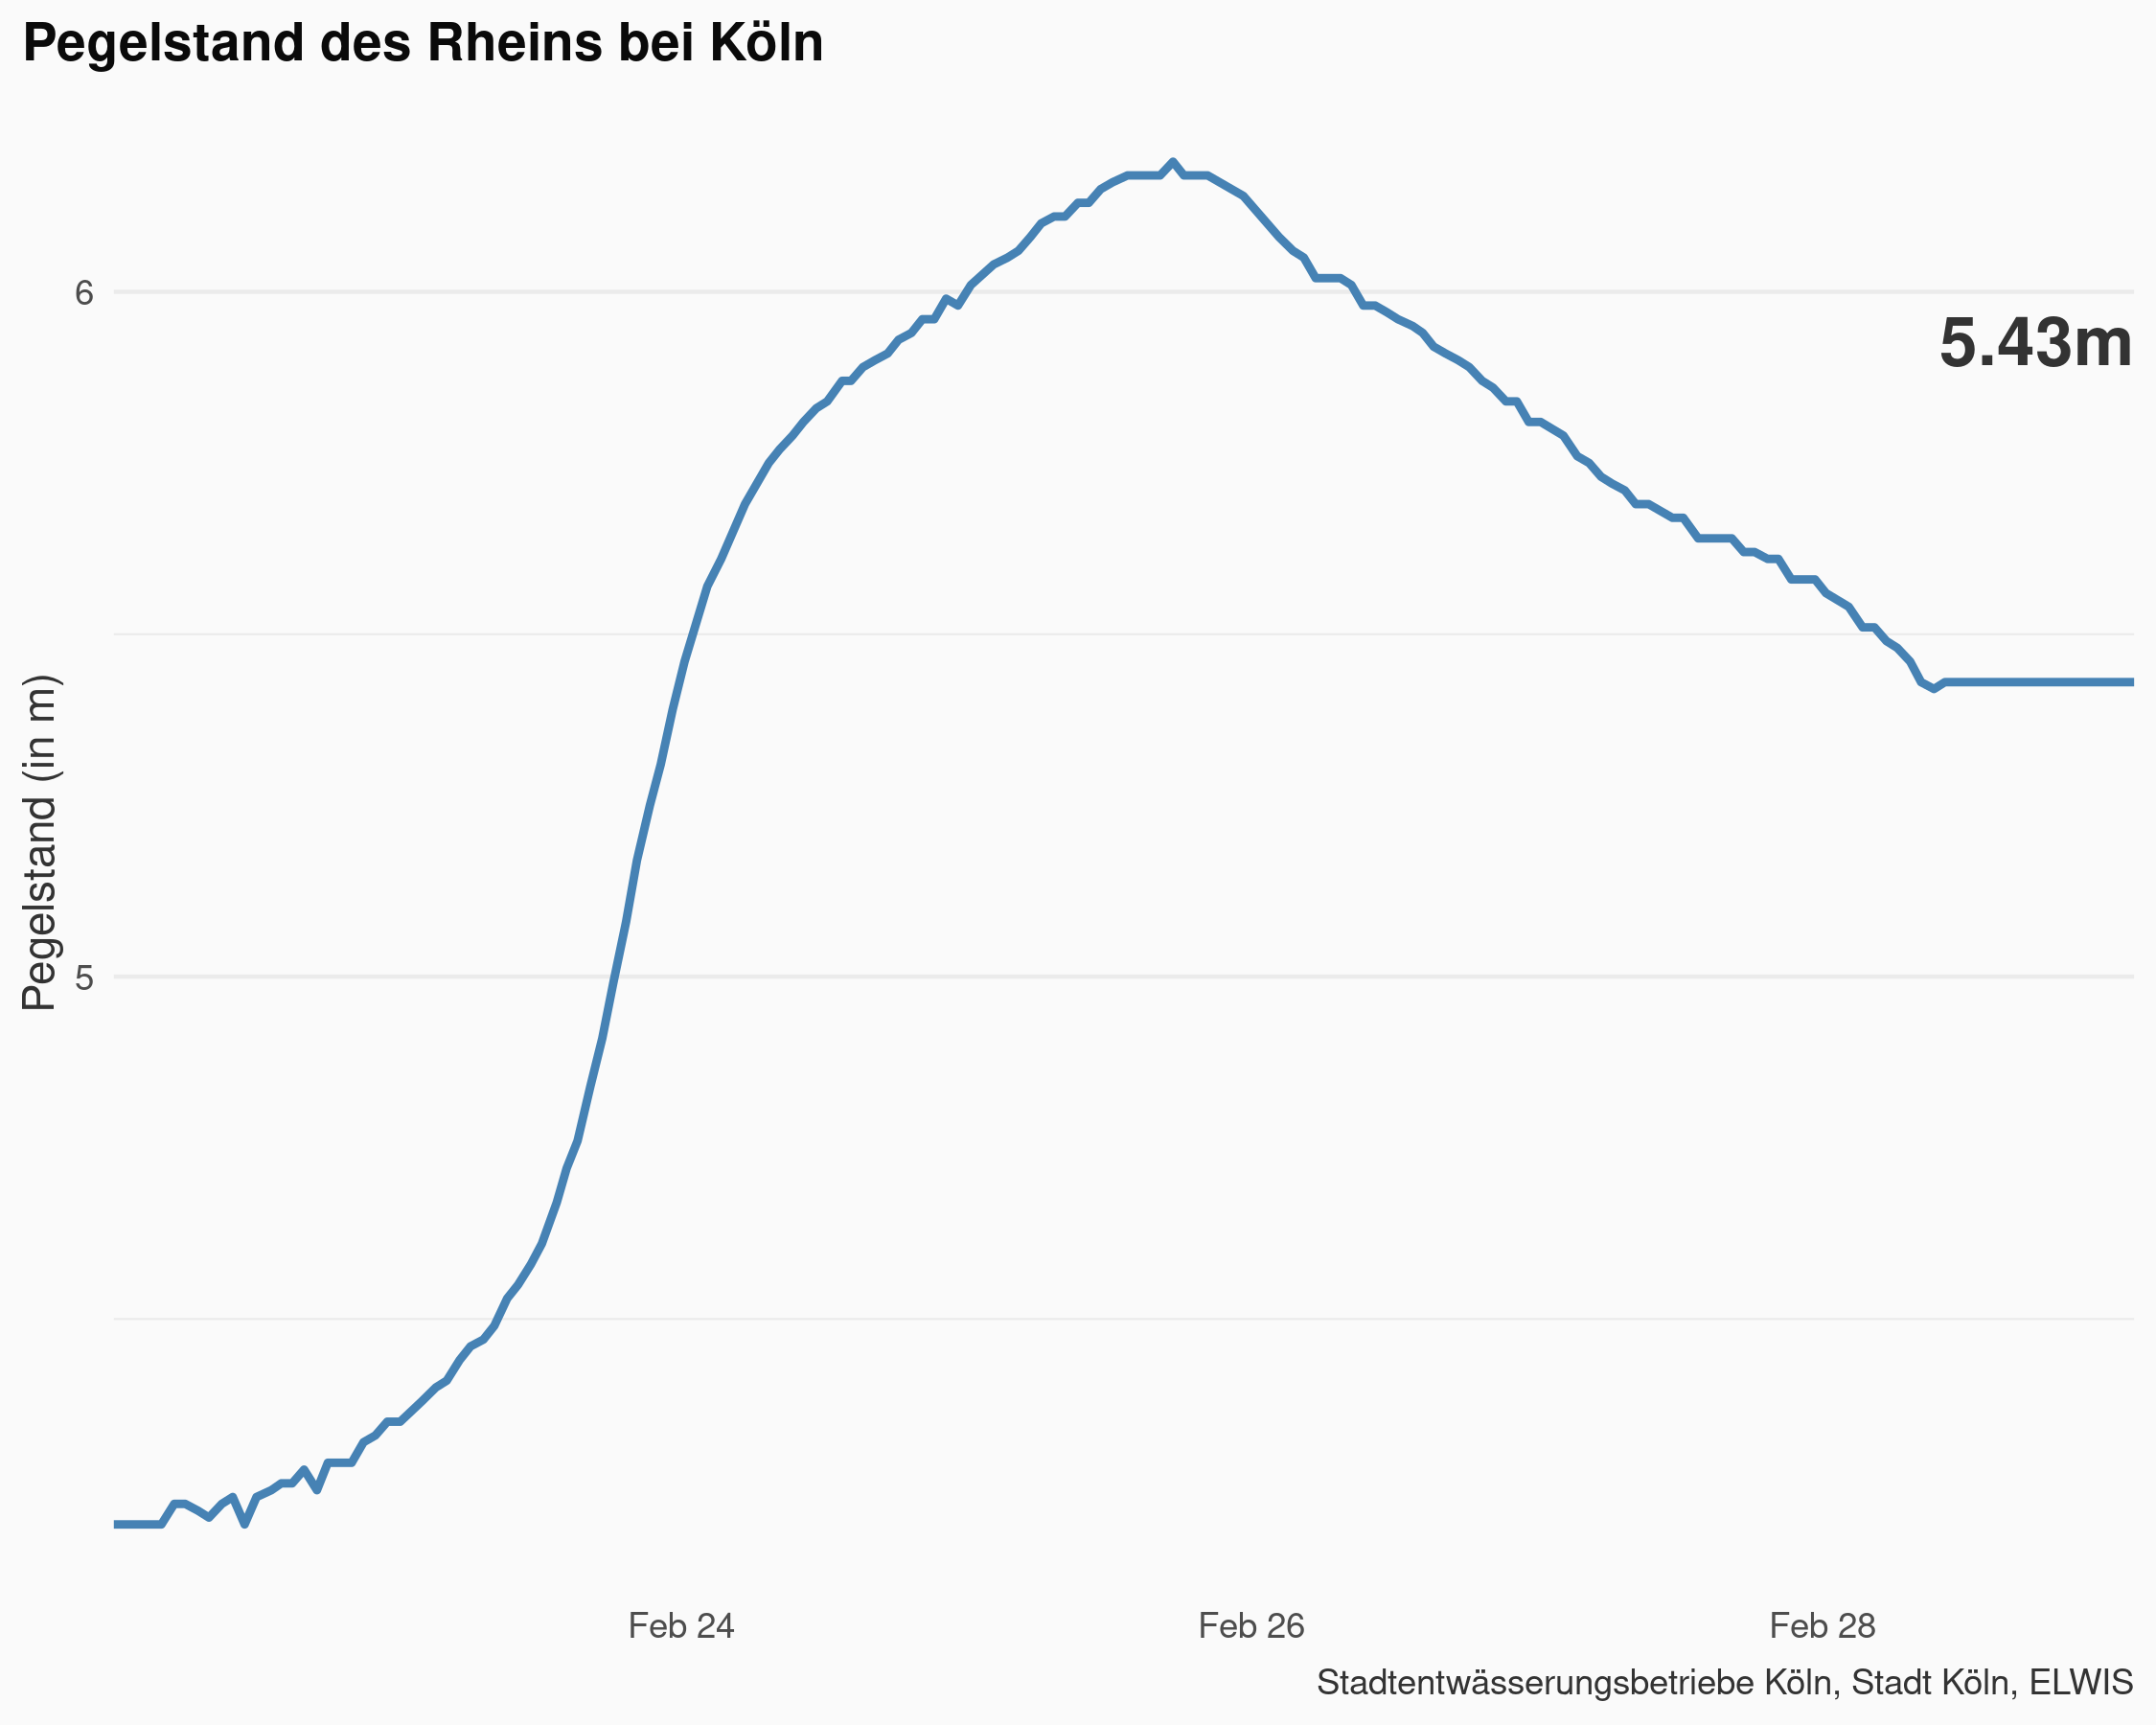 Pegelstand des Rheins bei Köln
6
5.43m
Pegelstand (in m)
5
Feb 24
Feb 26
Feb 28
Stadtentwässerungsbetriebe Köln, Stadt Köln, ELWIS